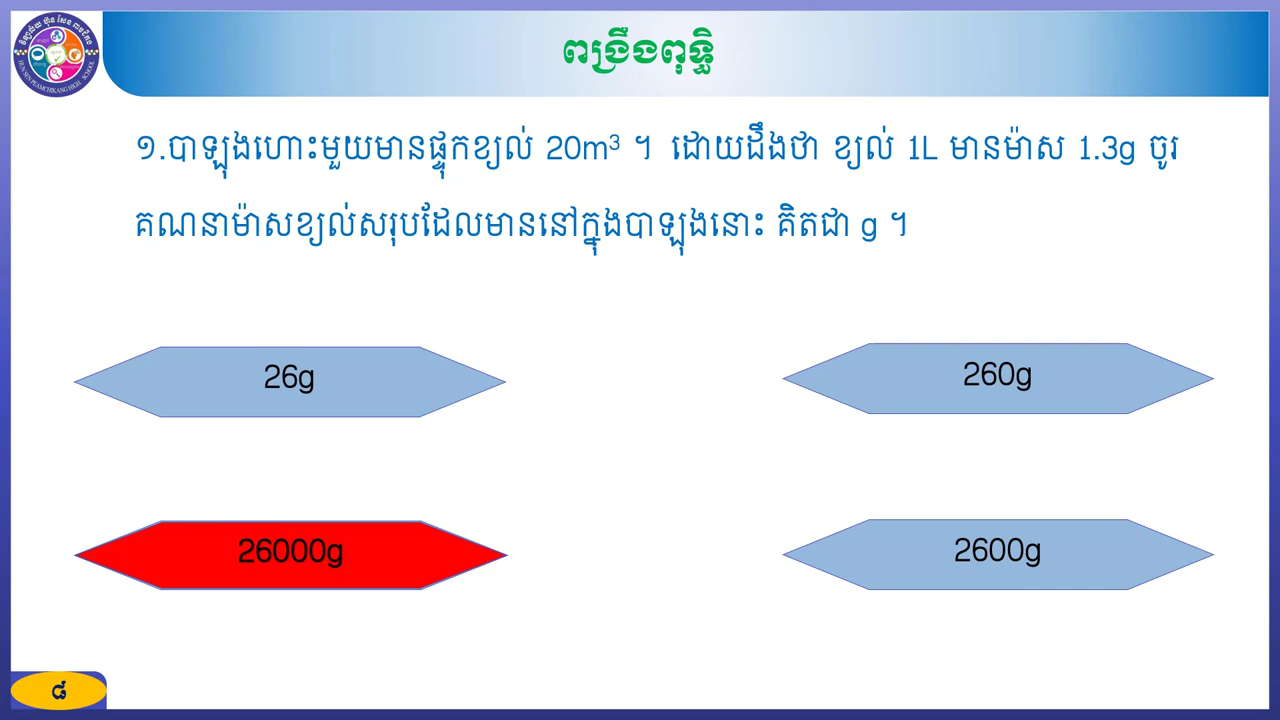 ពង្រឹងពុទ្ធិ
១.បាឡុងហោះមួយមានផ្ទុកខ្យល់ 20m³ ។ ដោយដឹងថា ខ្យល់ 1L មានម៉ាស 1.3g ចូរ
គណនាម៉ាសខ្យល់សរុបដែលមាននៅក្នុងបាឡុងនោះ គិតជា g ។
26g
260g
26000g
2600g
៨